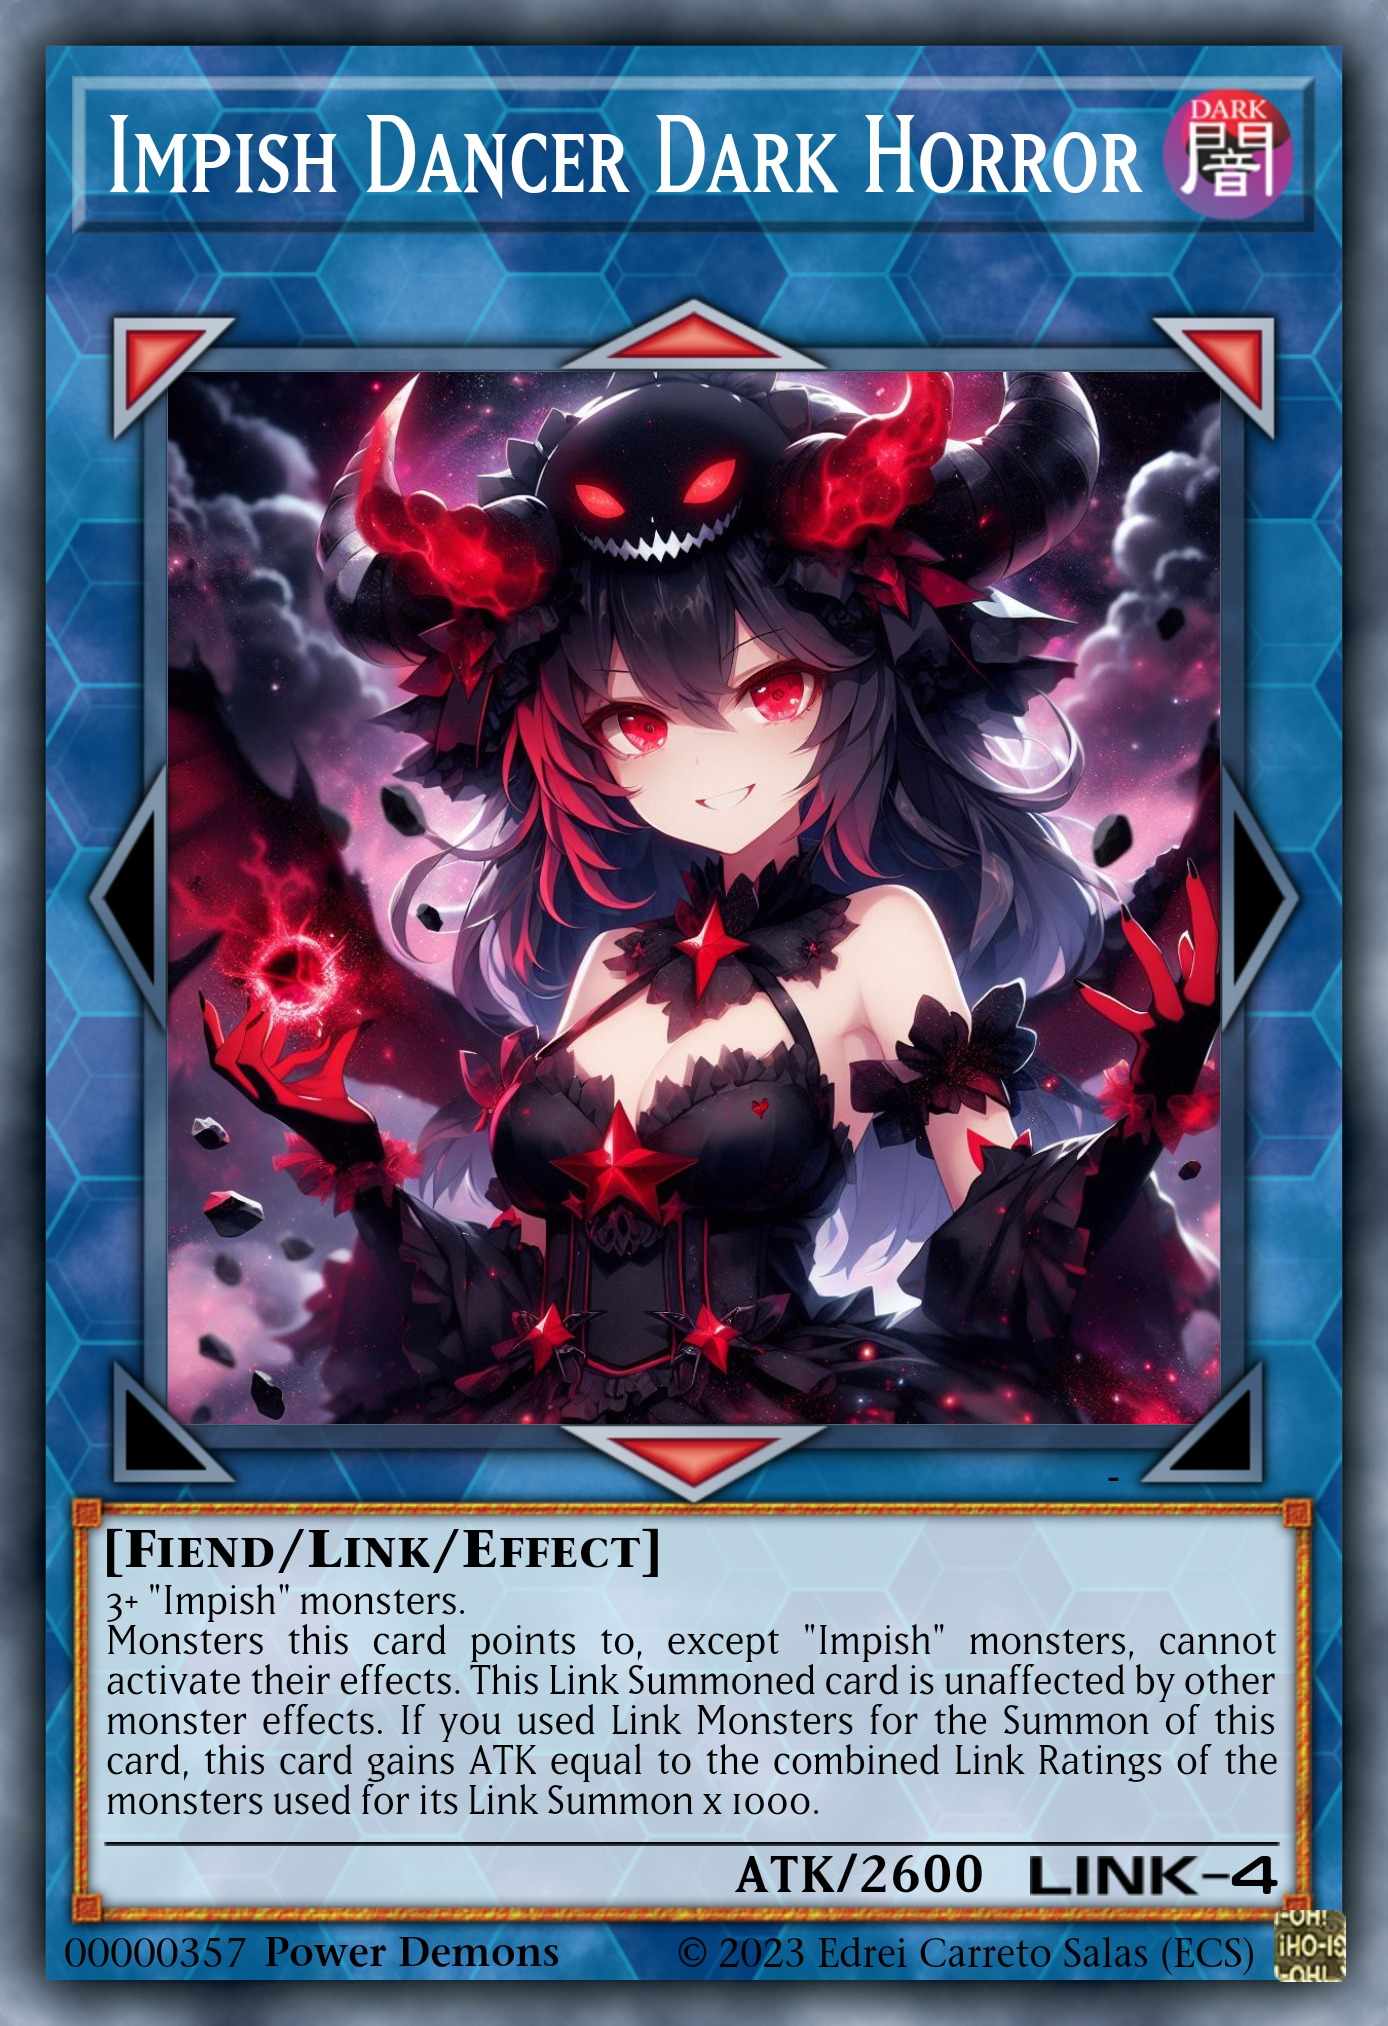 Impish Dancer Dark Horror
DARK
闇
-
[Fiend/Link/Effect]
3+ "Impish" monsters.
Monsters this card points to, except "Impish" monsters, cannot
activate their effects. This Link Summoned card is unaffected by other
monster effects. If you used Link Monsters for the Summon of this
card, this card gains ATK equal to the combined Link Ratings of the
monsters used for its Link Summon x 1000.
ATK/2600 LINK-4
00000357 Power Demons © 2023 Edrei Carreto Salas (ECS)
-OH!